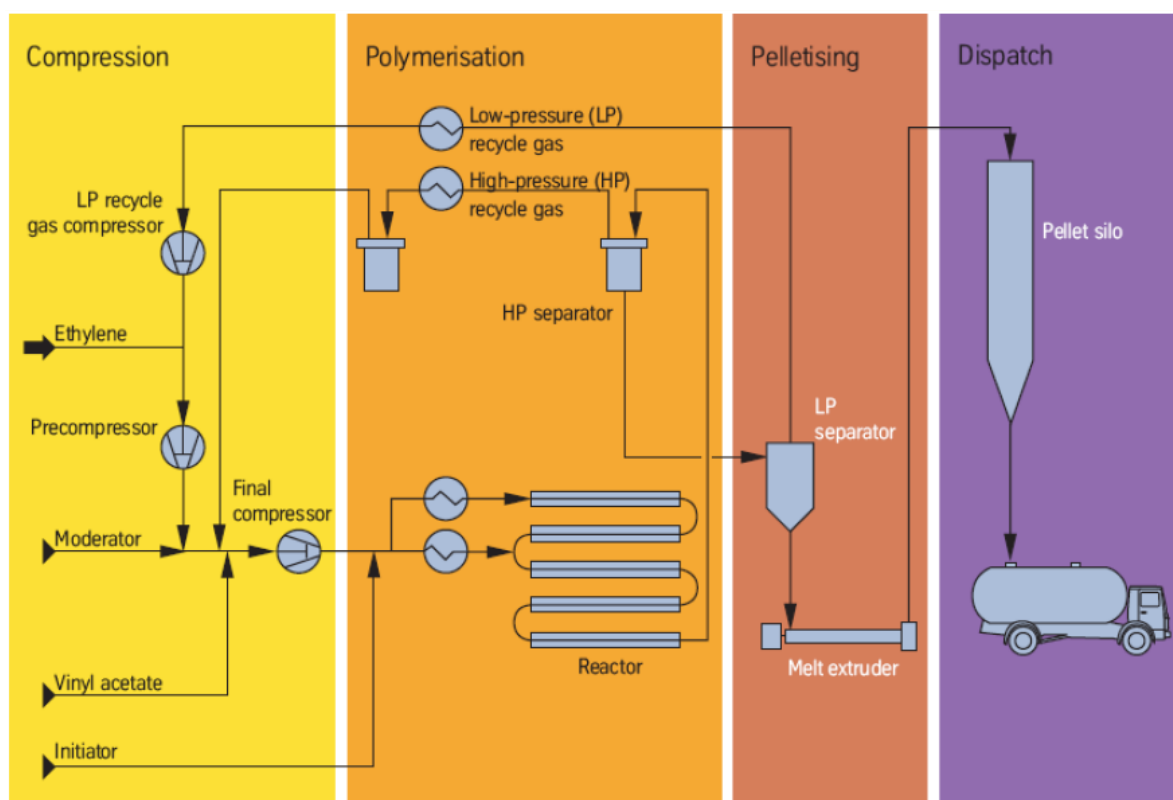 Compression
Polymerisation
Pelletising
Dispatch
Low-pressure (LP)
recycle gas
High-pressure (HP)
recycle gas
LP recycle
gas compressor
Pellet silo
HP separator
Ethylene
LP
separator
Precompressor
Final
compressor
Moderator
Reactor
Melt extruder
Vinyl acetate
Initiator